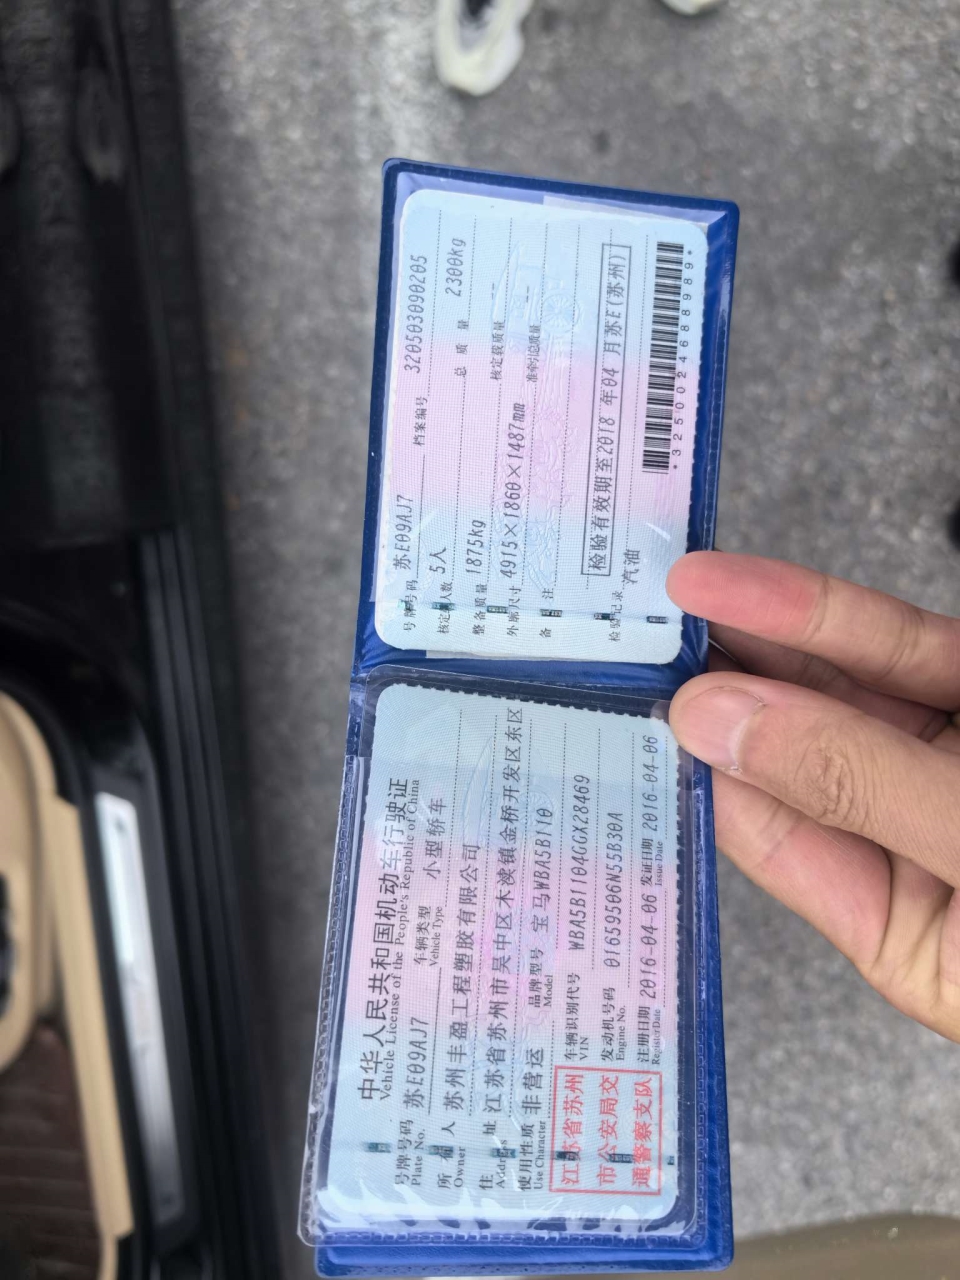 中华人民共和国机动车行驶证
Vehicle License of the People's Republic of China
号牌号码 苏E09AJ7 车辆类型 小型轿车
Plate No. Vehicle Type
所有人 苏州丰盈工程塑胶有限公司
Owner
住址 江苏省苏州市吴中区木渎镇金桥开发区东区
Address
使用性质 非营运 品牌型号 宝马WBA5B110
Use Character Model
江苏省苏州
市公安局交
通警察支队
车辆识别代号 WBA5B1104GGX28469
VIN
发动机号码 01659506N55B30A
Engine No.
注册日期 2016-04-06 发证日期 2016-04-06
Register Date Issue Date
号牌号码 苏E09AJ7 档案编号 320503090205
核定载人数 5人 总质量 2300kg
整备质量 1875kg 核定载质量
外廓尺寸 4915×1860×1487mm 准牵引总质量
备注
检验有效期至2018年04月苏E(苏州)
检验记录 汽油
*3250024688989*